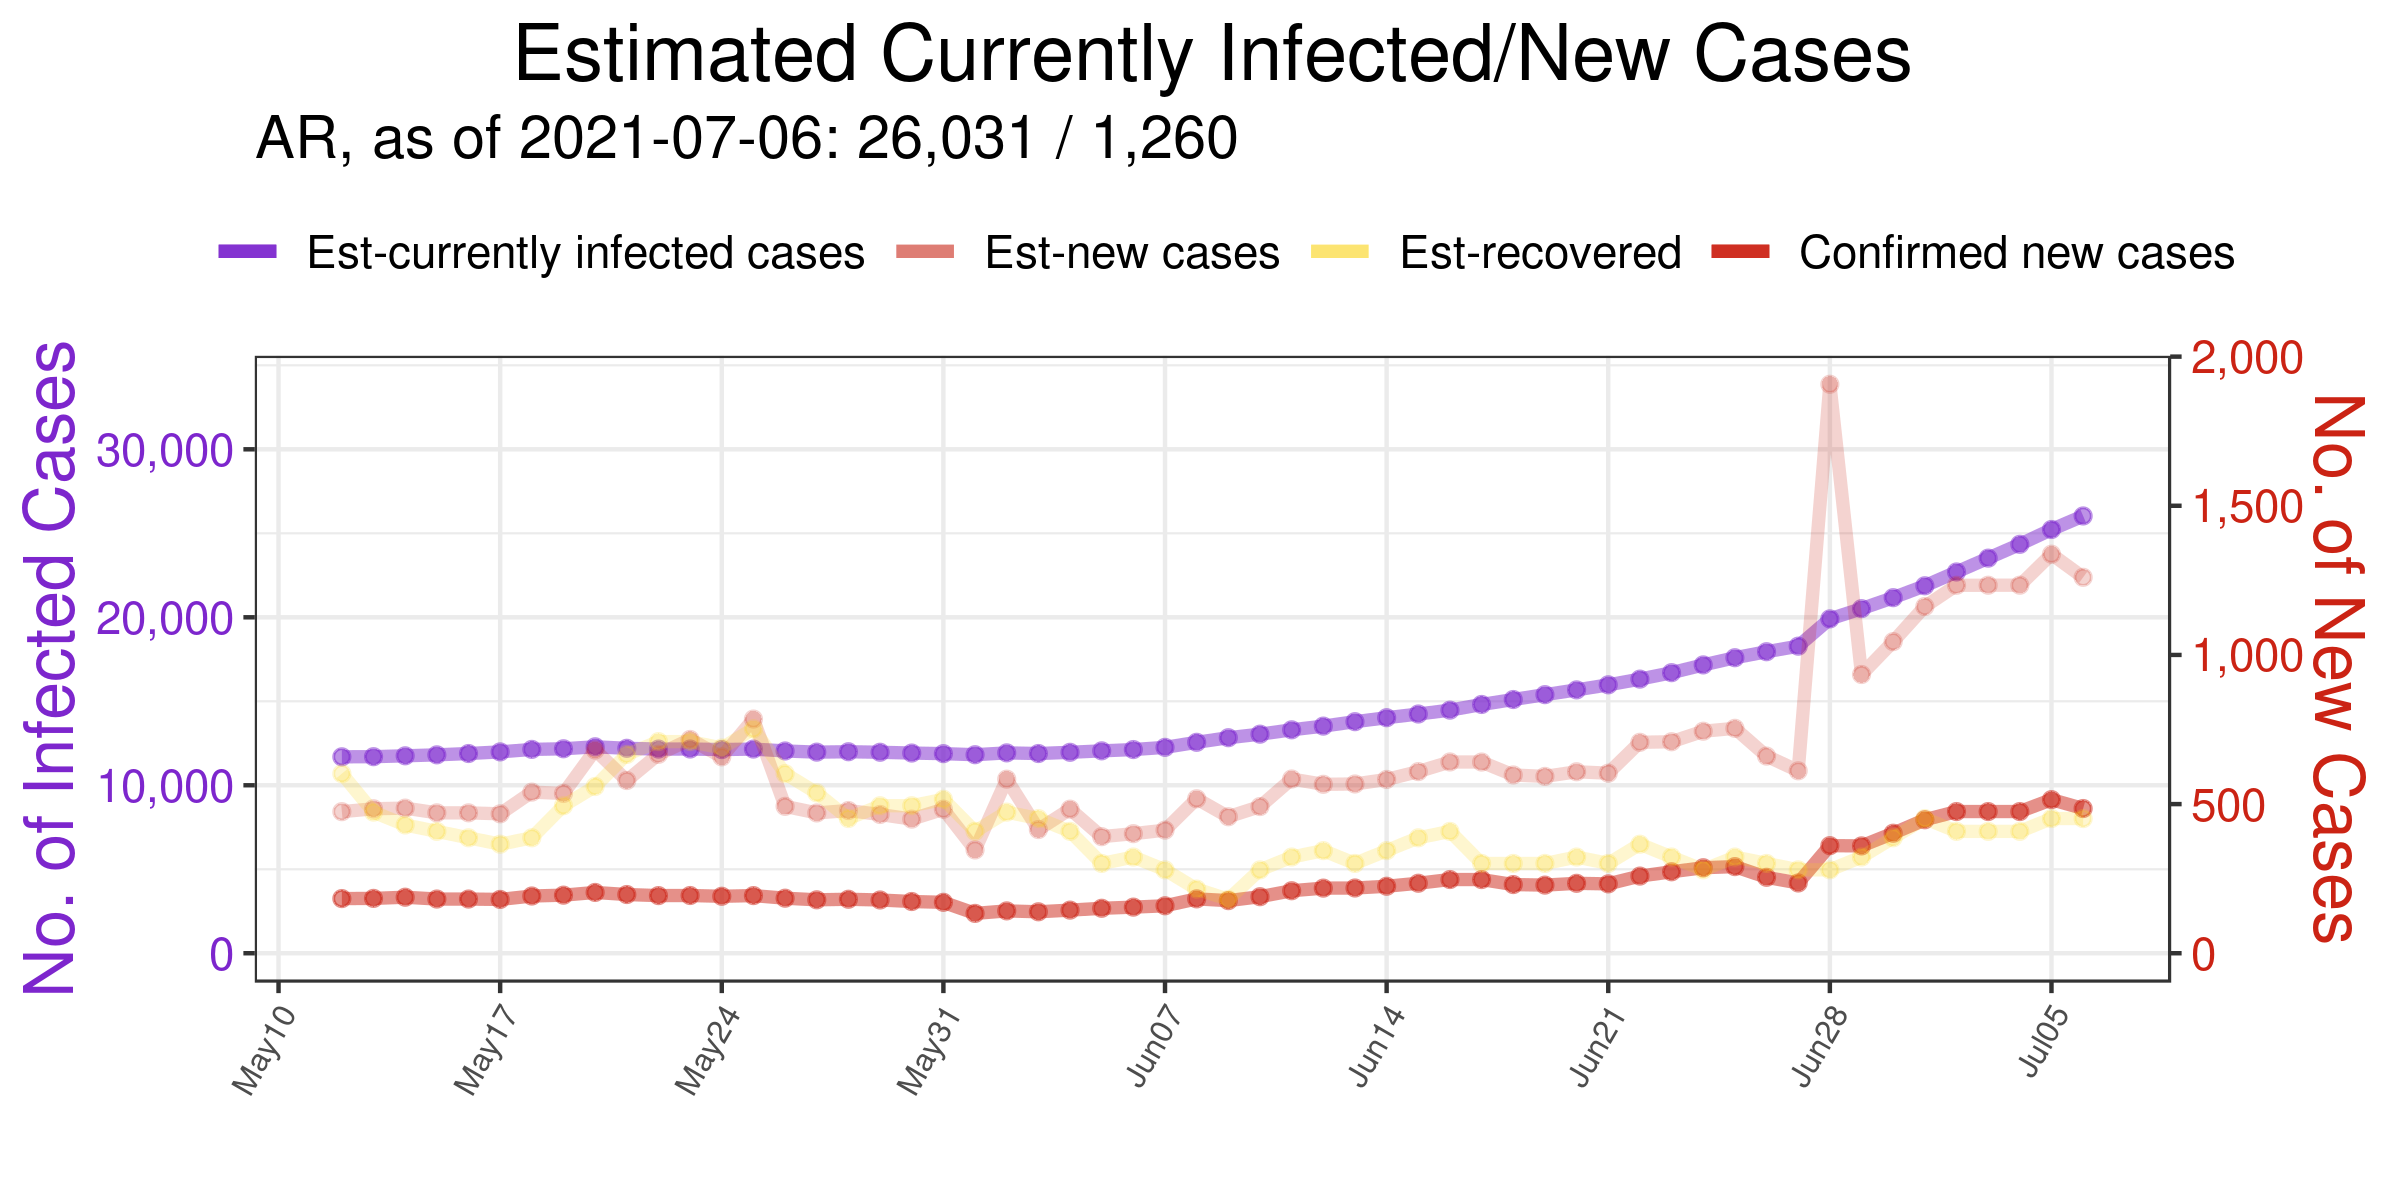 Estimated Currently Infected/New Cases
AR, as of 2021-07-06: 26,031 / 1,260
Est-currently infected cases Est-new cases Est-recovered Confirmed new cases
No. of Infected Cases
30,000
20,000
10,000
0
2,000
1,500
1,000
500
0
No. of New Cases
May10 May17 May24 May31 Jun07 Jun14 Jun21 Jun28 Jul05